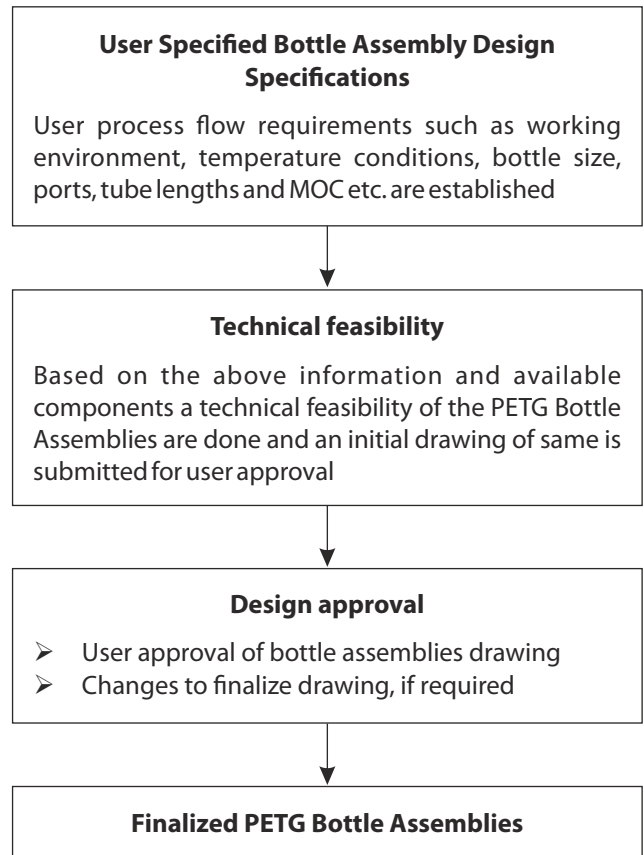 User Specified Bottle Assembly Design
Specifications
User process flow requirements such as working
environment, temperature conditions, bottle size,
ports, tube lengths and MOC etc. are established
Technical feasibility
Based on the above information and available
components a technical feasibility of the PETG Bottle
Assemblies are done and an initial drawing of same is
submitted for user approval
Design approval
➢ User approval of bottle assemblies drawing
➢ Changes to finalize drawing, if required
Finalized PETG Bottle Assemblies